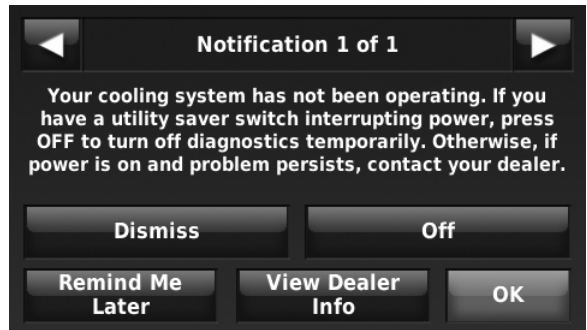 Notification 1 of 1
Your cooling system has not been operating. If you
have a utility saver switch interrupting power, press
OFF to turn off diagnostics temporarily. Otherwise, if
power is on and problem persists, contact your dealer.
Dismiss
Off
Remind Me
Later
View Dealer
Info
OK